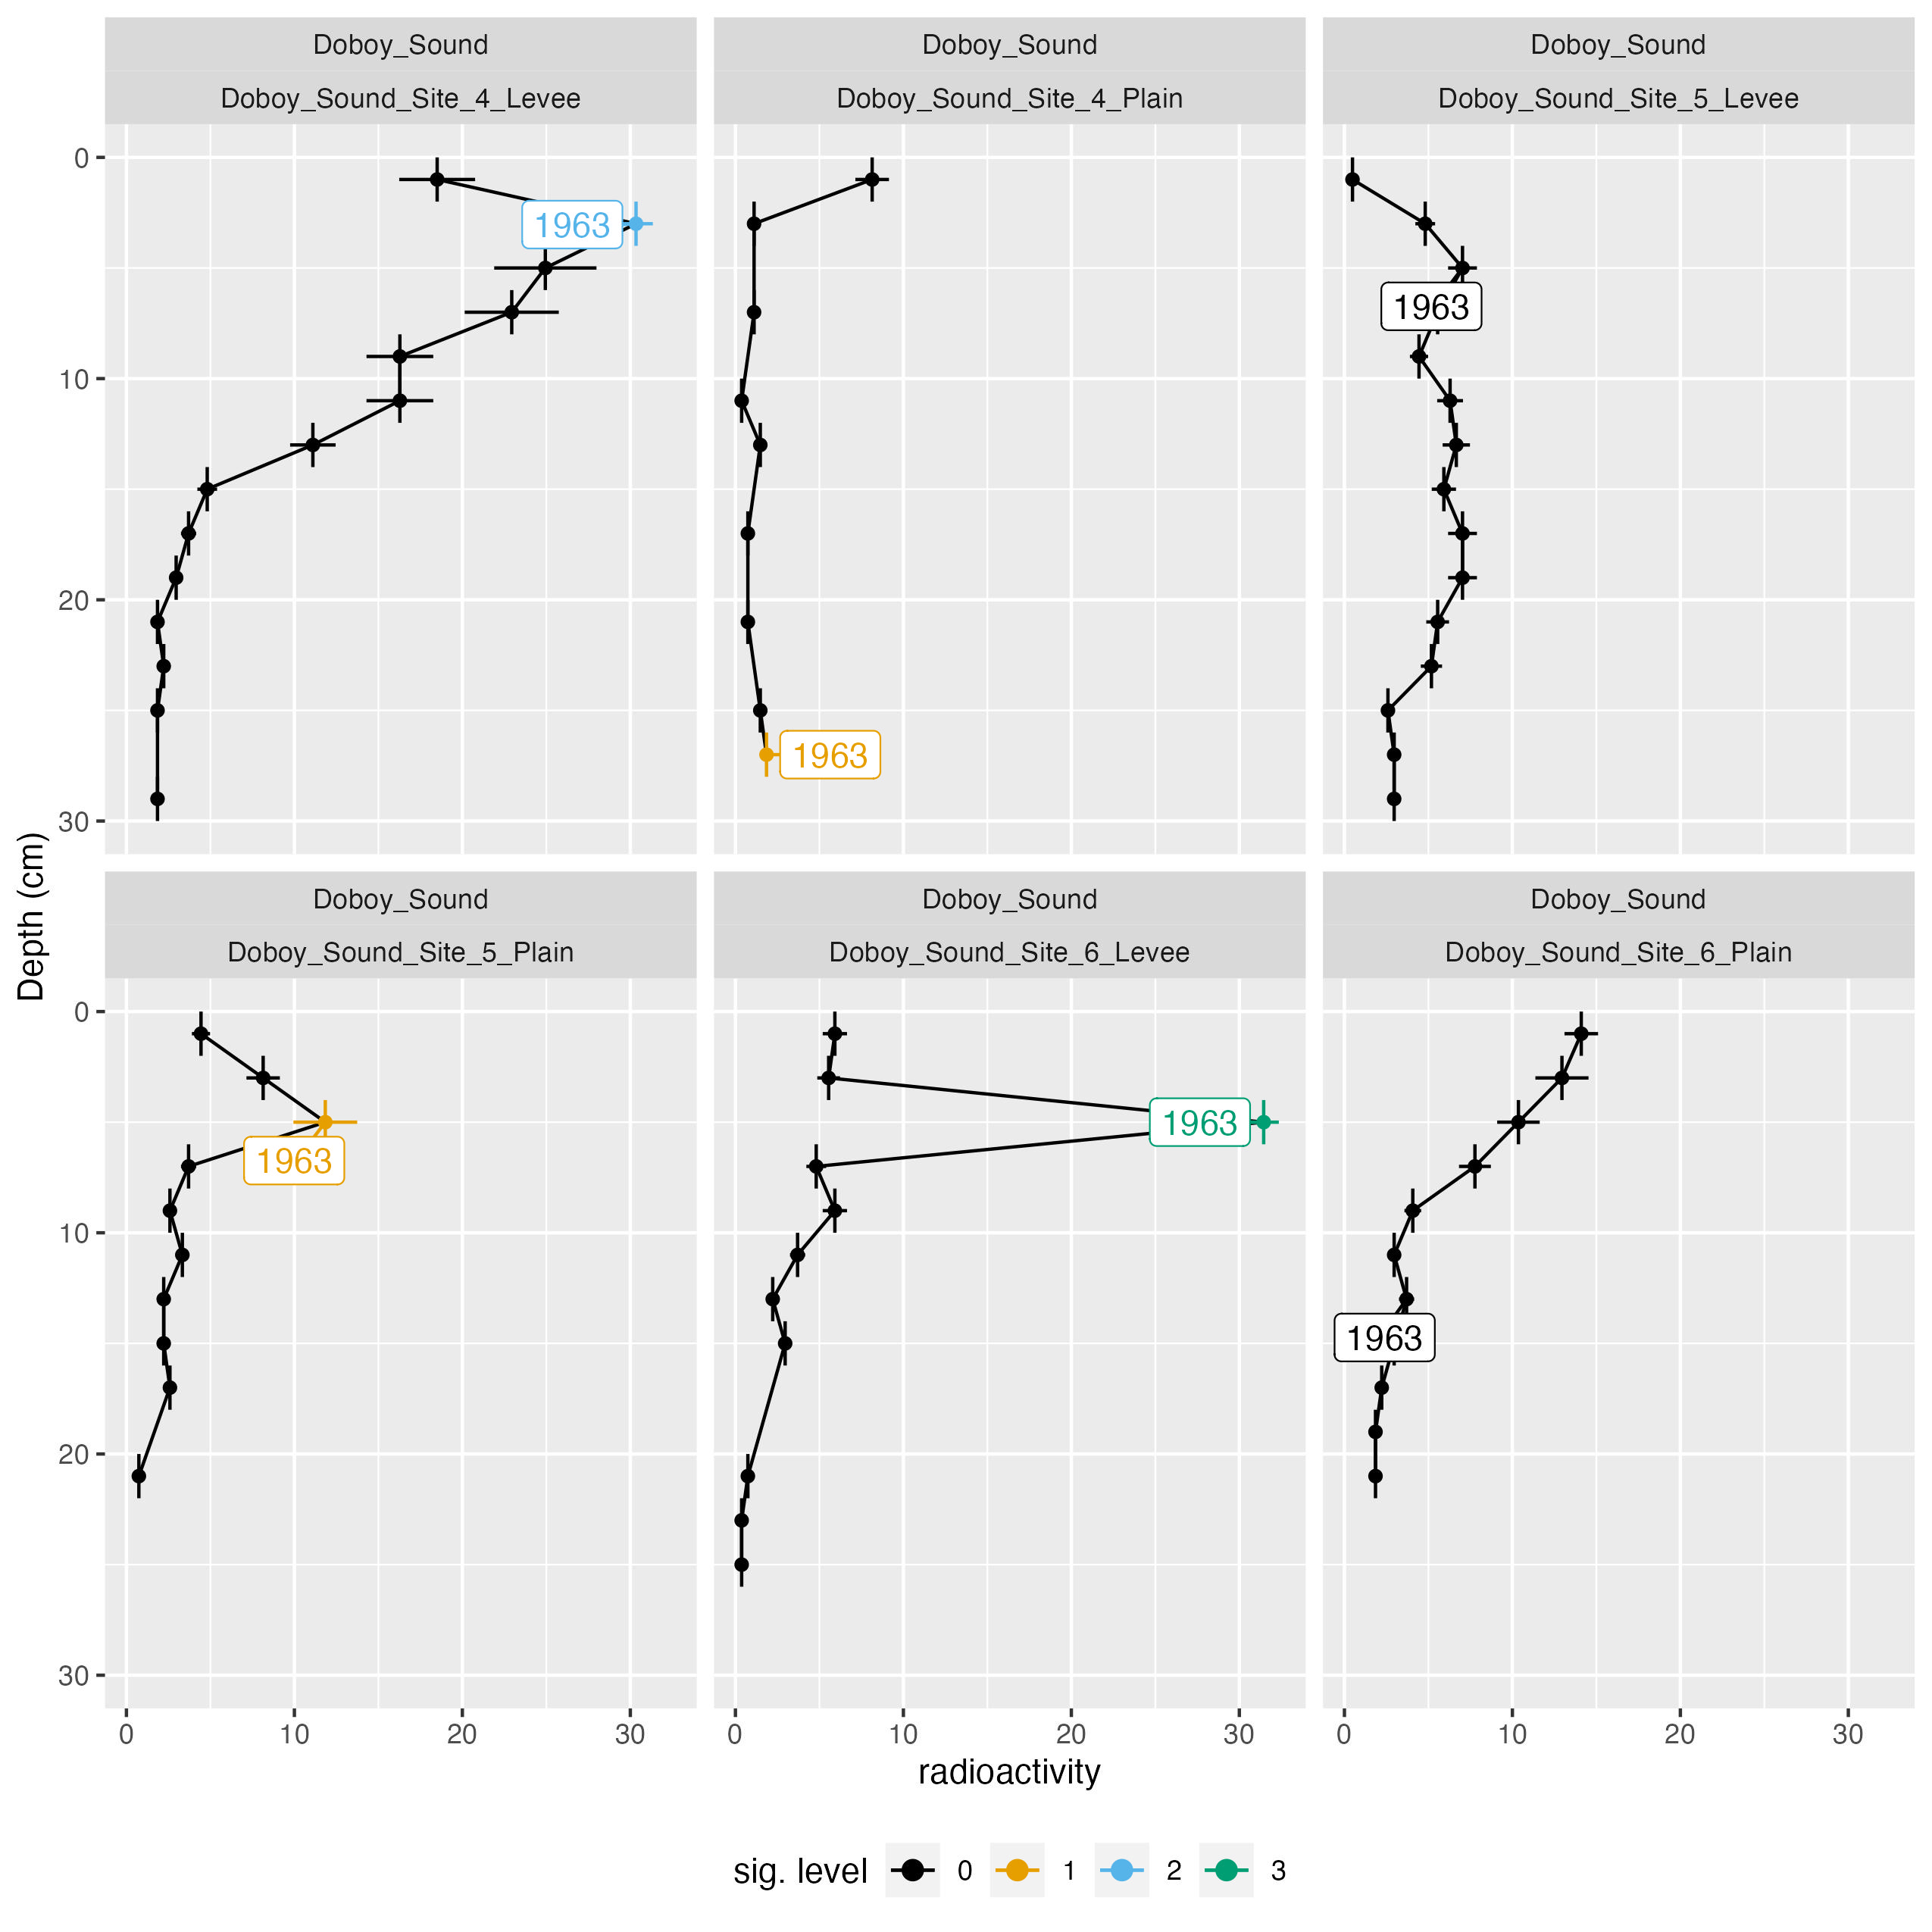 Doboy_Sound Doboy_Sound Doboy_Sound
Doboy_Sound_Site_4_Levee Doboy_Sound_Site_4_Plain Doboy_Sound_Site_5_Levee
0
1963
1963
10
20
1963
30
Depth (cm)
Doboy_Sound Doboy_Sound Doboy_Sound
Doboy_Sound_Site_5_Plain Doboy_Sound_Site_6_Levee Doboy_Sound_Site_6_Plain
0
1963
1963
10
1963
20
30
0 10 20 30 0 10 20 30 0 10 20 30
radioactivity
sig. level 0 1 2 3